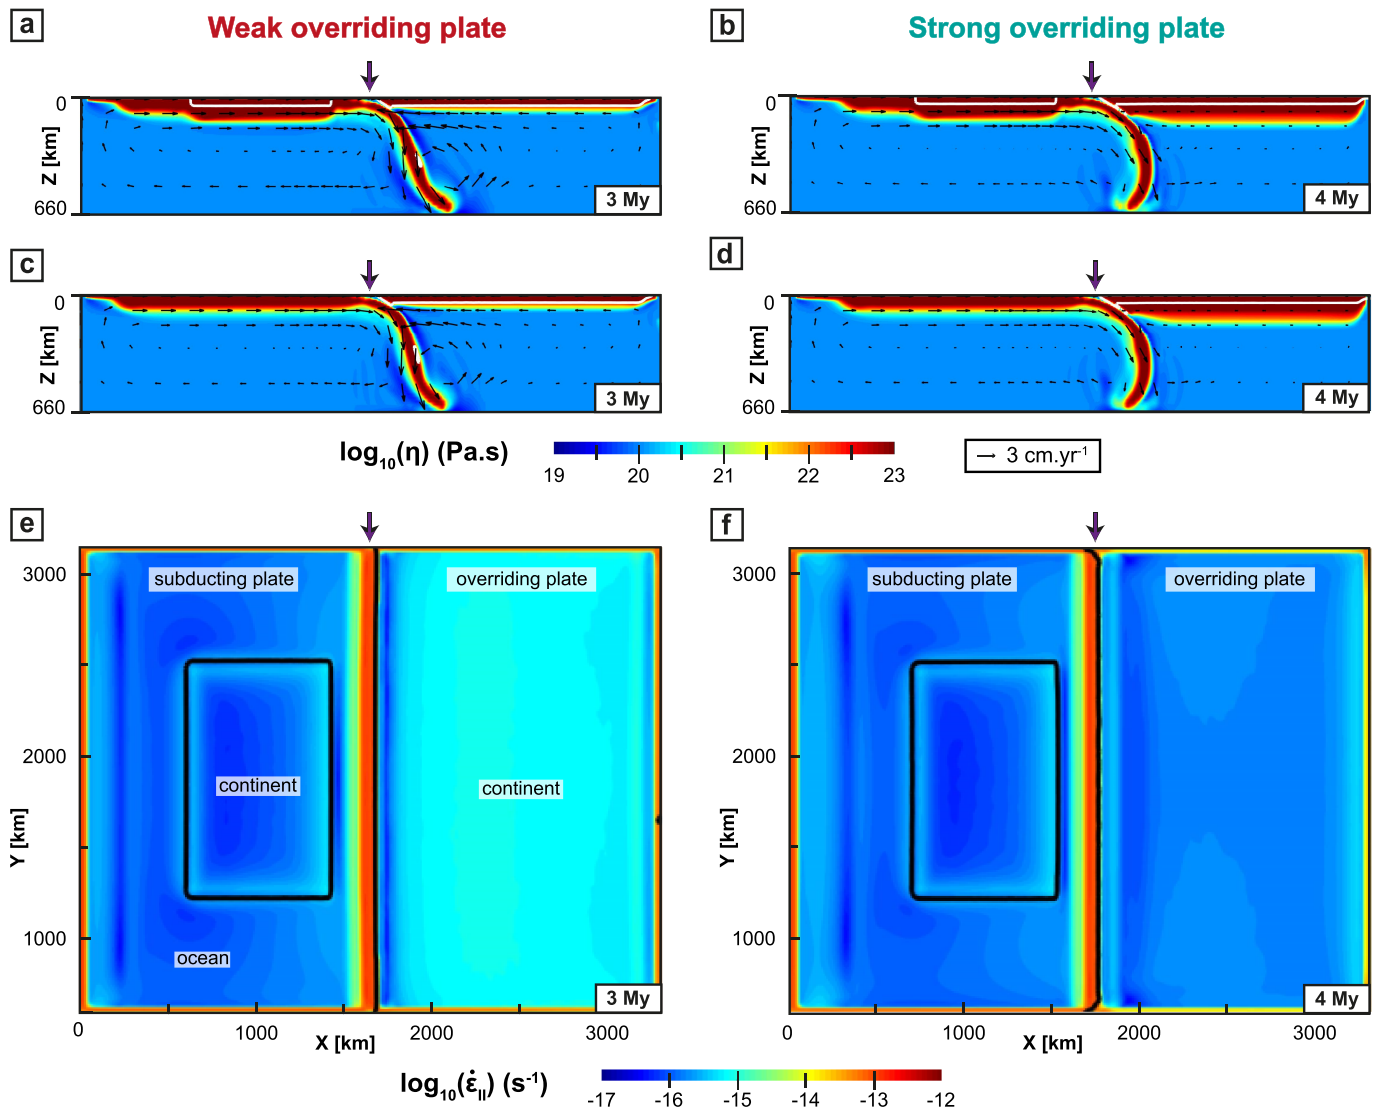 a
Weak overriding plate
b
Strong overriding plate
0
Z [km]
660
3 My
0
Z [km]
660
4 My
c
d
0
Z [km]
660
3 My
0
Z [km]
660
4 My
log10(η) (Pa.s)
19 20 21 22 23
3 cm.yr-1
e
f
3000
2000
1000
Y [km]
subducting plate
overriding plate
continent
continent
ocean
3 My
0 1000 2000 3000
X [km]
3000
2000
1000
Y [km]
subducting plate
overriding plate
4 My
0 1000 2000 3000
X [km]
log10(ε̇II) (s-1)
-17 -16 -15 -14 -13 -12